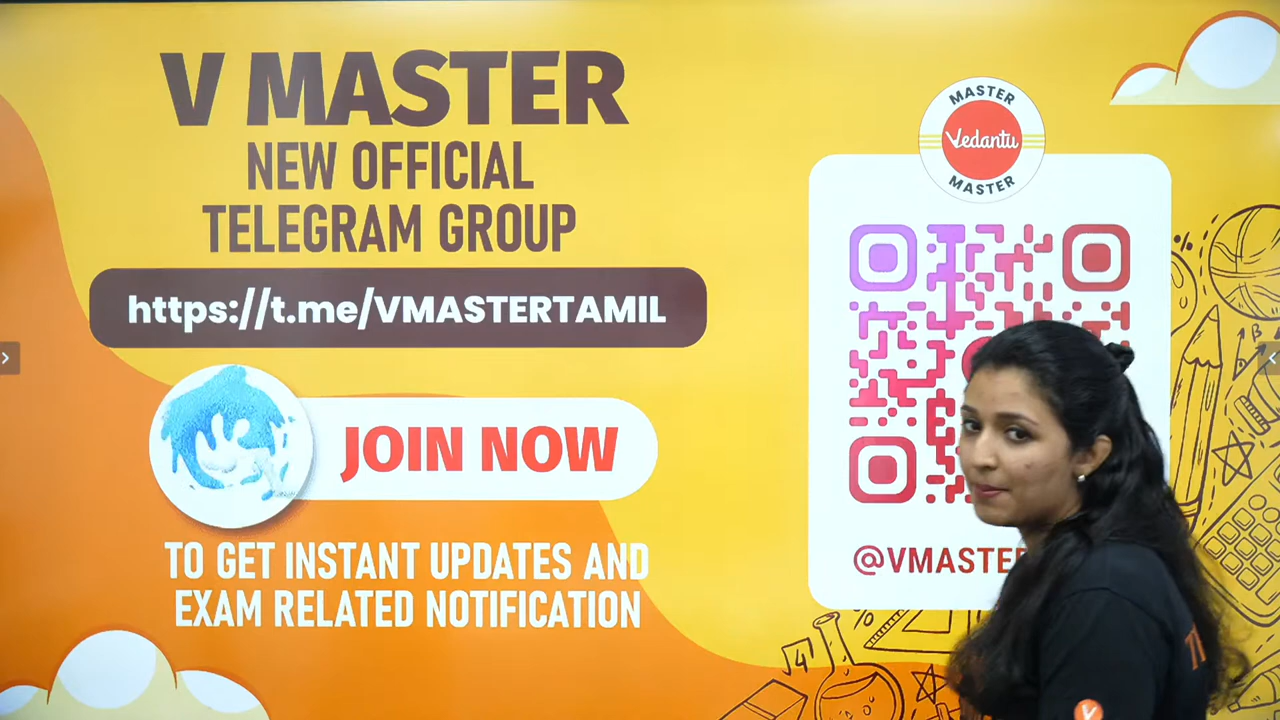 V MASTER
NEW OFFICIAL
TELEGRAM GROUP
https://t.me/VMASTERTAMIL
JOIN NOW
TO GET INSTANT UPDATES AND
EXAM RELATED NOTIFICATION
MASTER
Vedantu
MASTER
@VMASTE